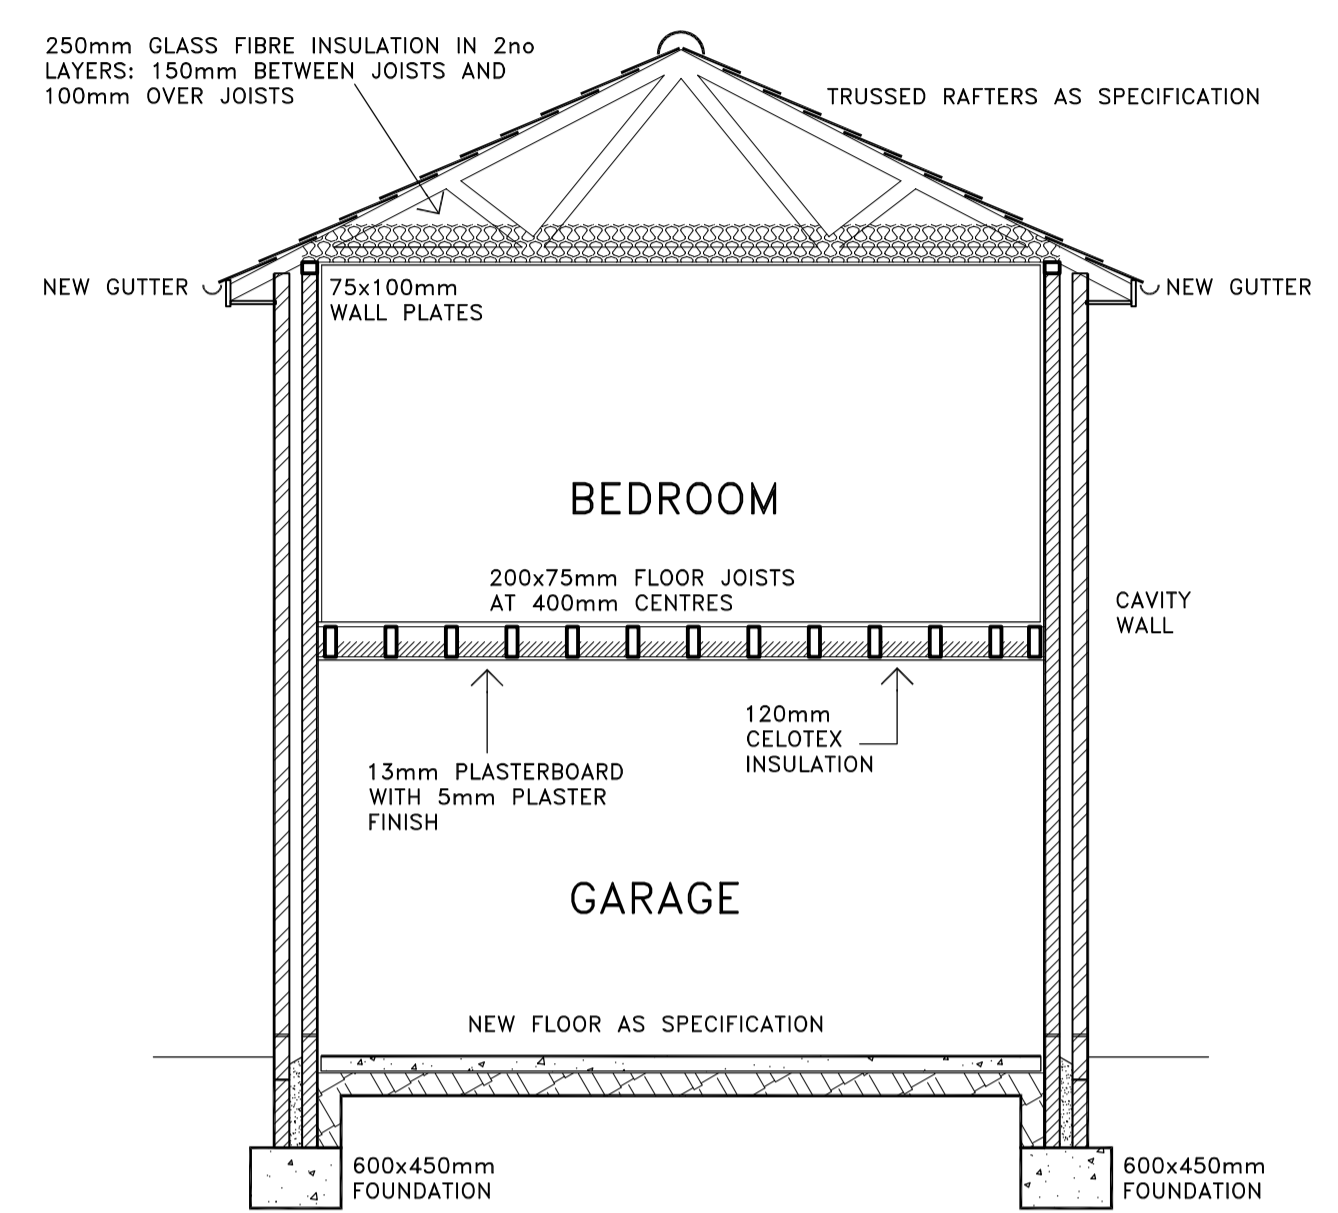 250mm GLASS FIBRE INSULATION IN 2no
LAYERS: 150mm BETWEEN JOISTS AND
100mm OVER JOISTS
TRUSSED RAFTERS AS SPECIFICATION
NEW GUTTER
75x100mm
WALL PLATES
NEW GUTTER
BEDROOM
200x75mm FLOOR JOISTS
AT 400mm CENTRES
CAVITY
WALL
120mm
CELOTEX
INSULATION
13mm PLASTERBOARD
WITH 5mm PLASTER
FINISH
GARAGE
NEW FLOOR AS SPECIFICATION
600x450mm
FOUNDATION
600x450mm
FOUNDATION